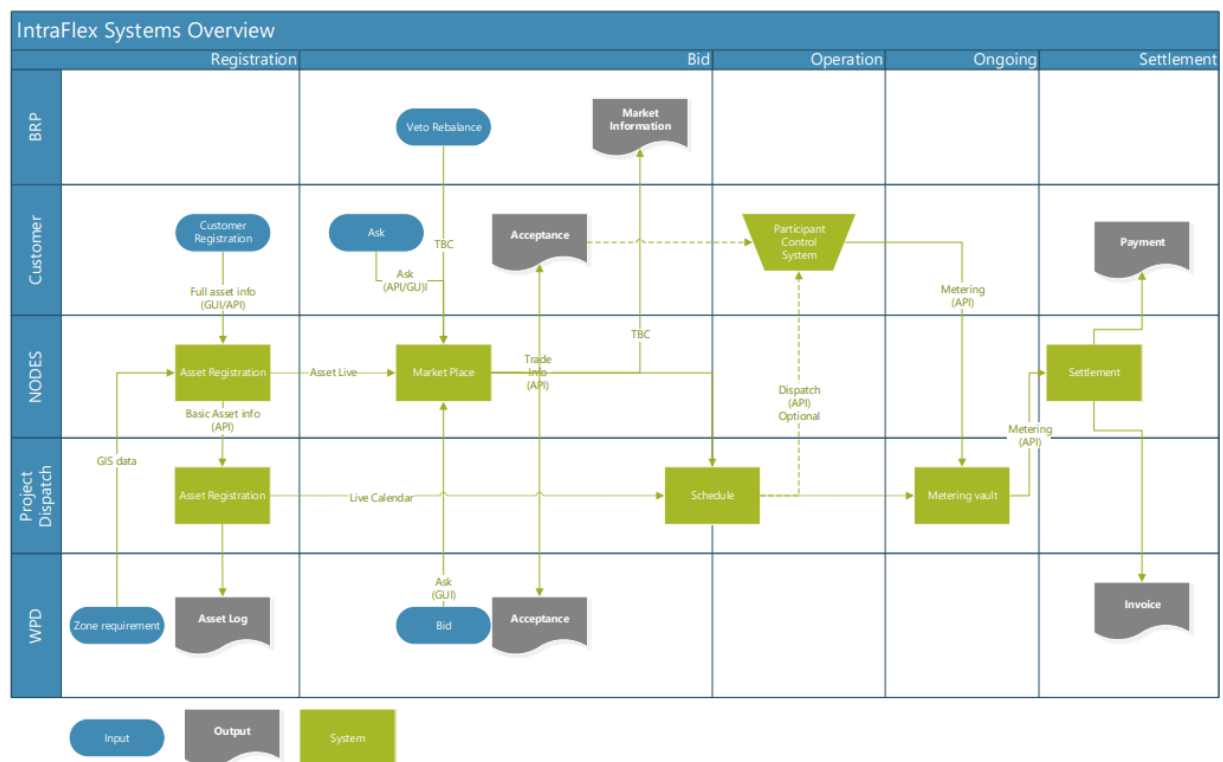 IntraFlex Systems Overview
Registration
Bid
Operation
Ongoing
Settlement
BRP
Veto Rebalance
Market
Information
Customer
Customer
Registration
Ask
Acceptance
Participant
Control
System
Payment
TBC
Ask
(API/GU)I
Full asset info
(GUI/API)
Metering
(API)
NODES
Asset Registration
Asset Live
Market Place
Trade
Info
(API)
TBC
Dispatch
(API)
Optional
Settlement
Basic Asset info
(API)
Metering
(API)
Project
Dispatch
GIS data
Asset Registration
Live Calendar
Schedule
Metering vault
WPD
Ask
(GUI)
Zone requirement
Asset Log
Bid
Acceptance
Invoice
Input
Output
System